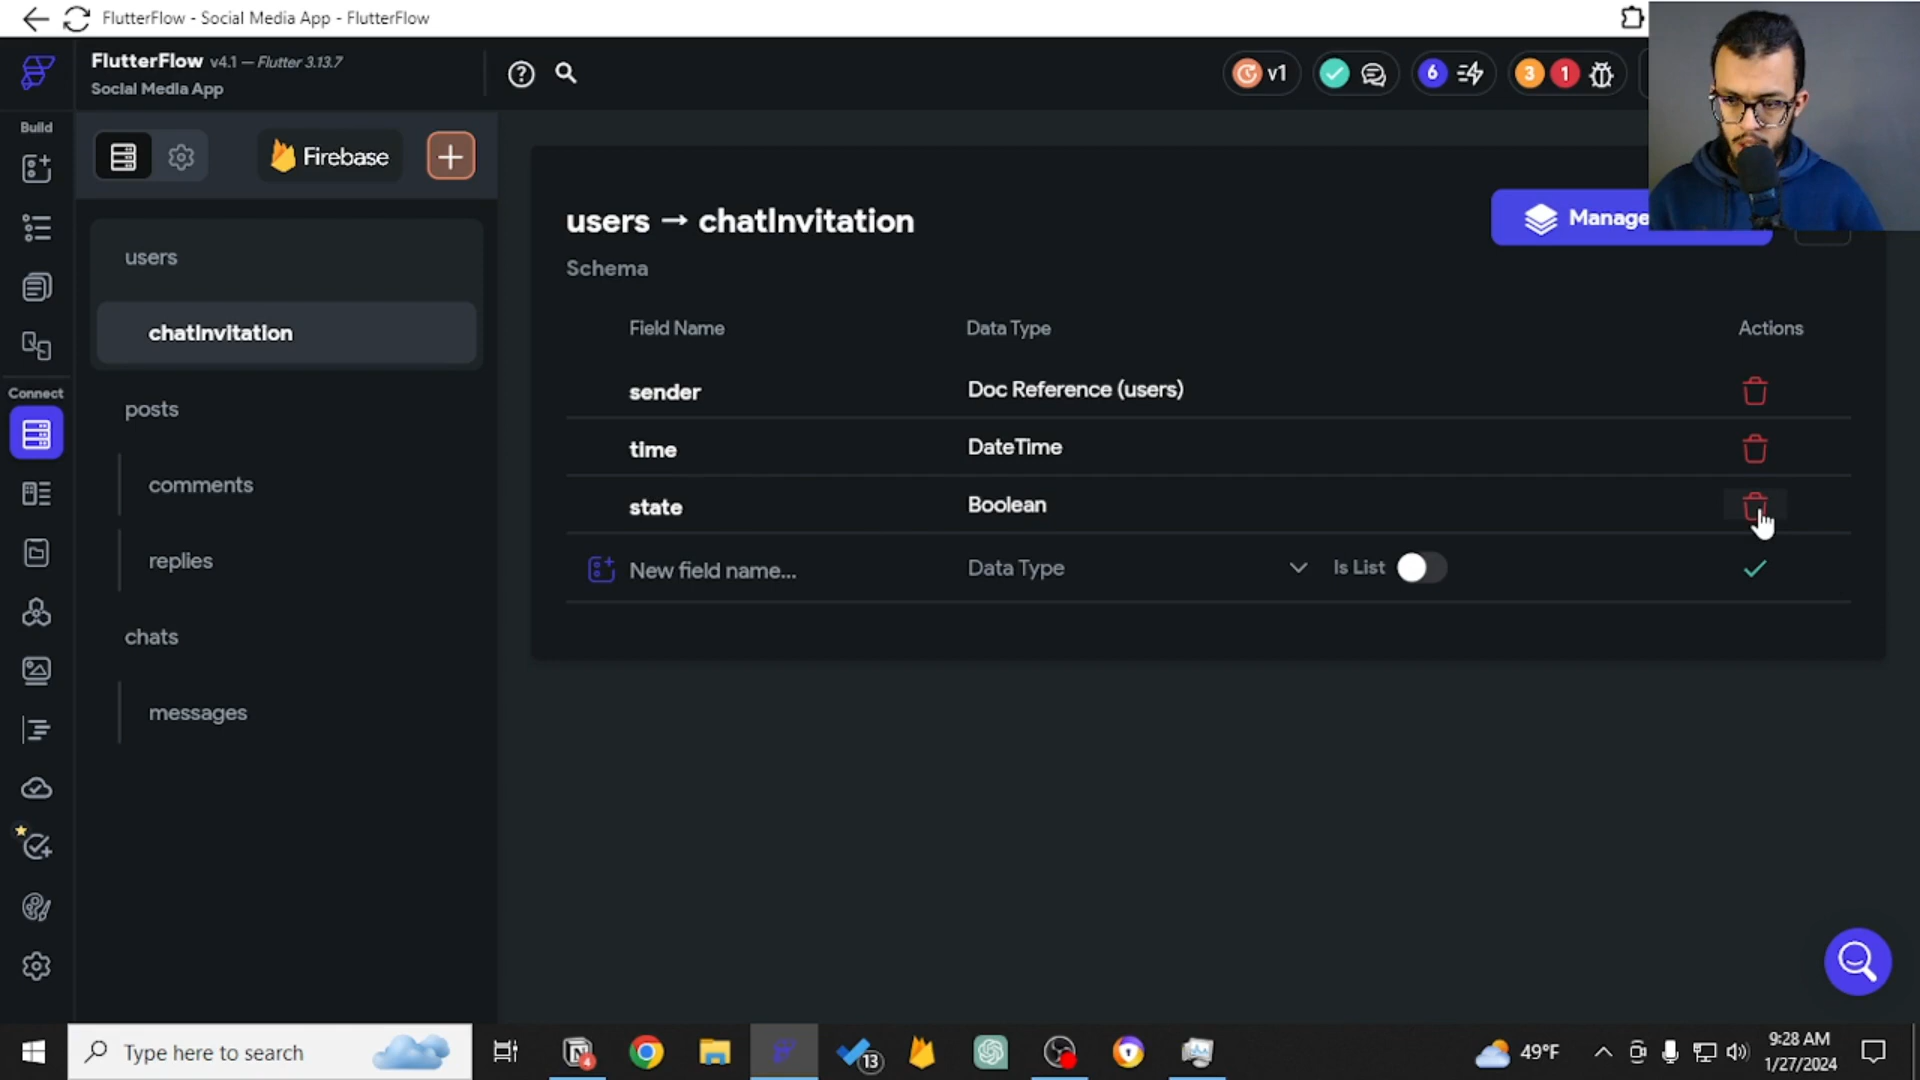 FlutterFlow - Social Media App - FlutterFlow
FlutterFlow v4.1 — Flutter 3.13.7
Social Media App
v1
6
3
1
Build
Firebase
users
chatInvitation
posts
comments
replies
chats
messages
Connect
users → chatInvitation
Manage
Schema
Field Name Data Type Actions
sender Doc Reference (users)
time DateTime
state Boolean
New field name... Data Type Is List
Type here to search
4
13
49°F
9:28 AM
1/27/2024